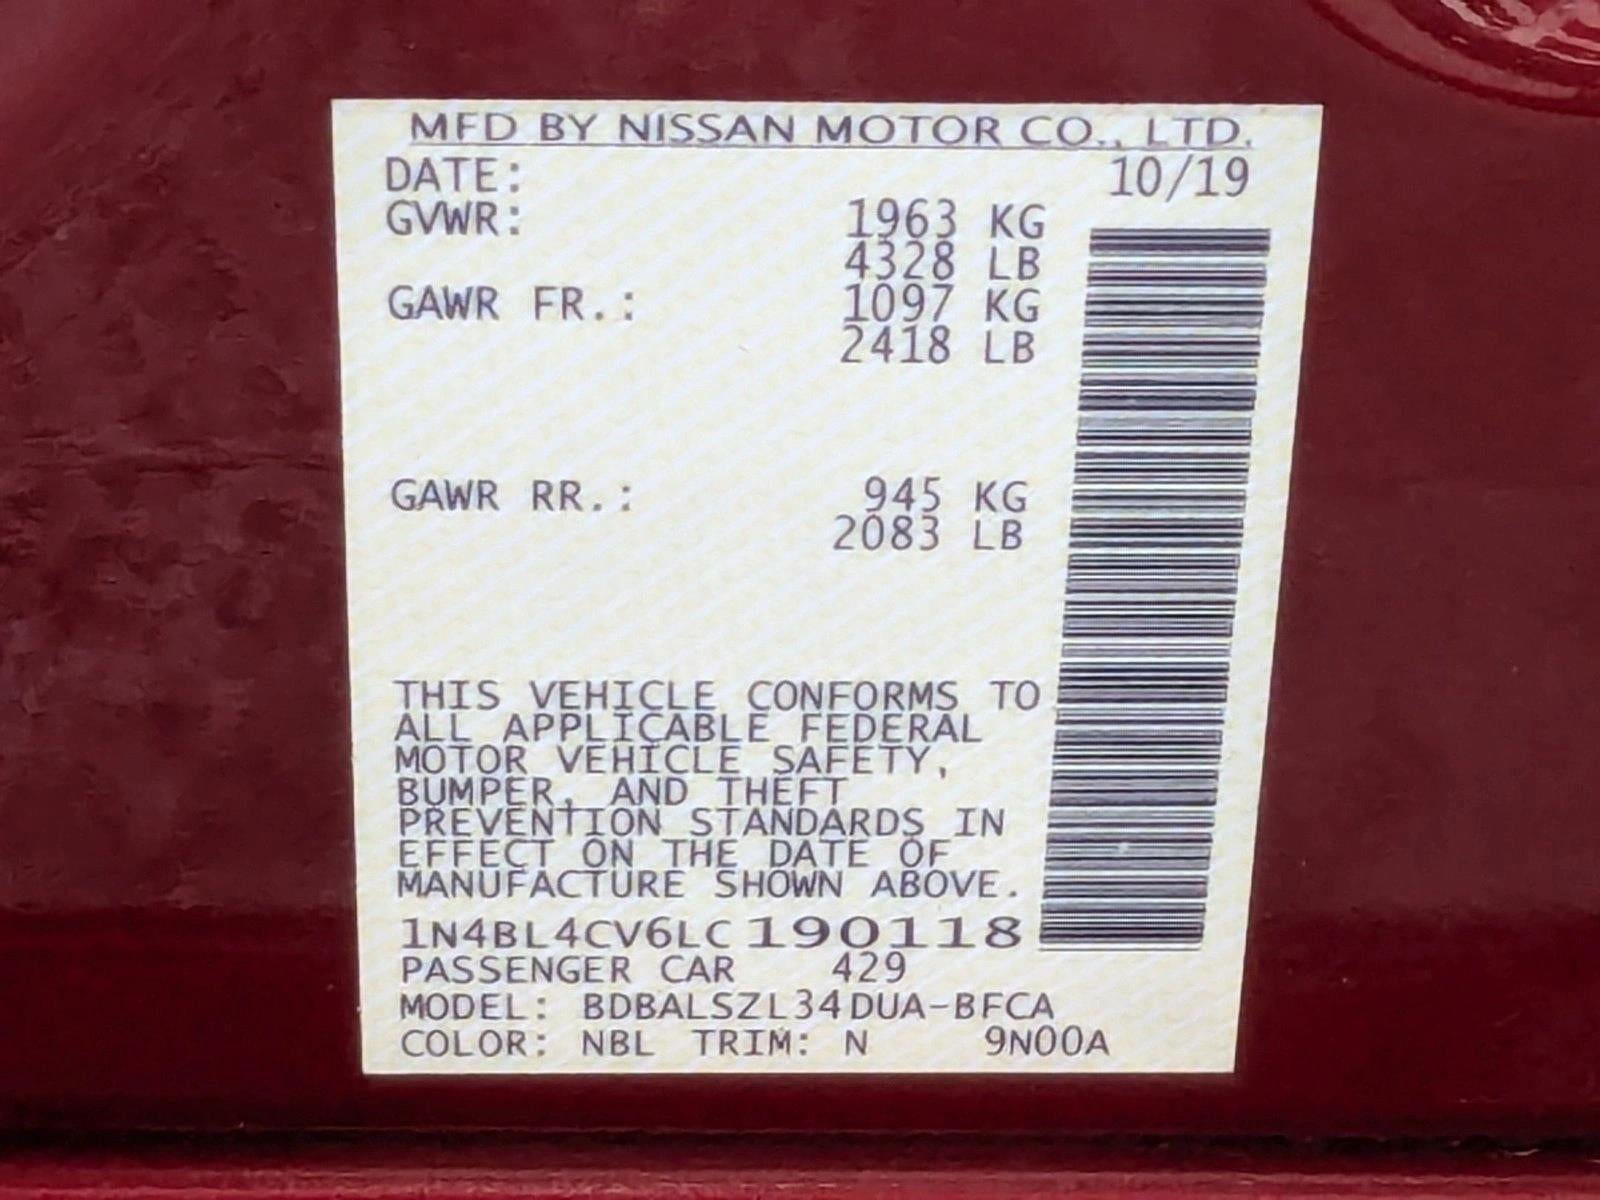 MFD BY NISSAN MOTOR CO., LTD.
DATE: 10/19
GVWR: 1963 KG
4328 LB
GAWR FR.: 1097 KG
2418 LB
GAWR RR.: 945 KG
2083 LB
THIS VEHICLE CONFORMS TO
ALL APPLICABLE FEDERAL
MOTOR VEHICLE SAFETY,
BUMPER, AND THEFT
PREVENTION STANDARDS IN
EFFECT ON THE DATE OF
MANUFACTURE SHOWN ABOVE.
1N4BL4CV6LC190118
PASSENGER CAR 429
MODEL: BDBALSZL34DUA-BFCA
COLOR: NBL TRIM: N 9N00A